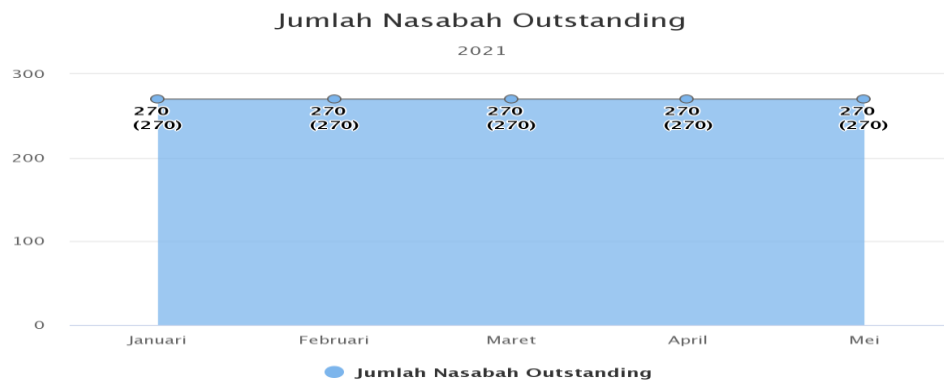 Jumlah Nasabah Outstanding
2021
300
200
100
0
270
(270)
270
(270)
270
(270)
270
(270)
270
(270)
Januari
Februari
Maret
April
Mei
Jumlah Nasabah Outstanding